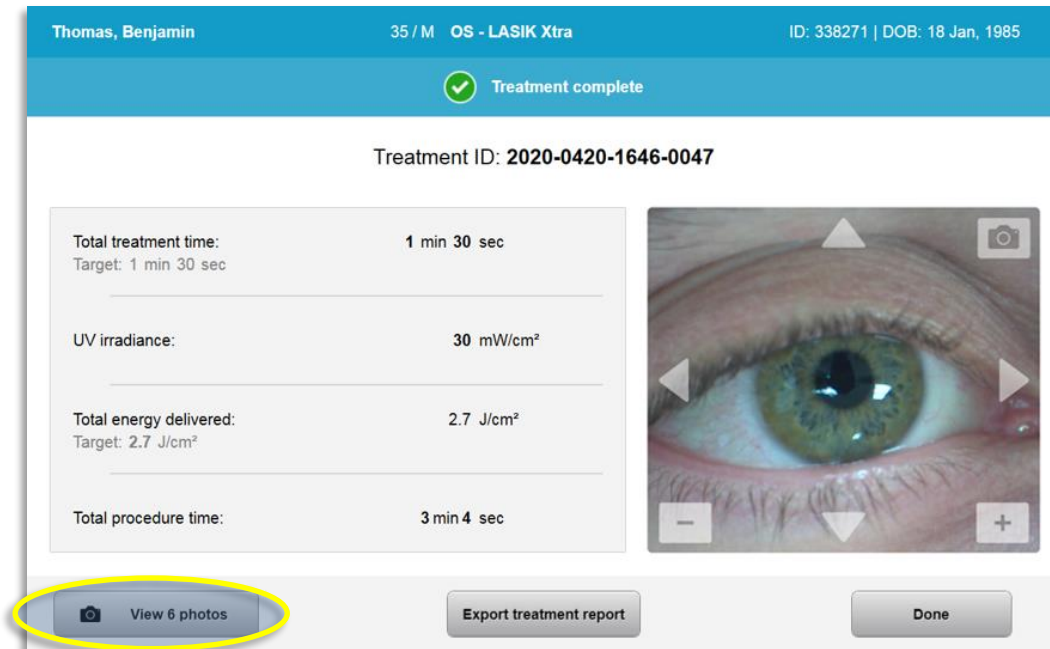 Thomas, Benjamin 35 / M OS - LASIK Xtra ID: 338271 | DOB: 18 Jan, 1985
Treatment complete
Treatment ID: 2020-0420-1646-0047
Total treatment time: 1 min 30 sec
Target: 1 min 30 sec
UV irradiance: 30 mW/cm²
Total energy delivered: 2.7 J/cm²
Target: 2.7 J/cm²
Total procedure time: 3 min 4 sec
View 6 photos Export treatment report Done